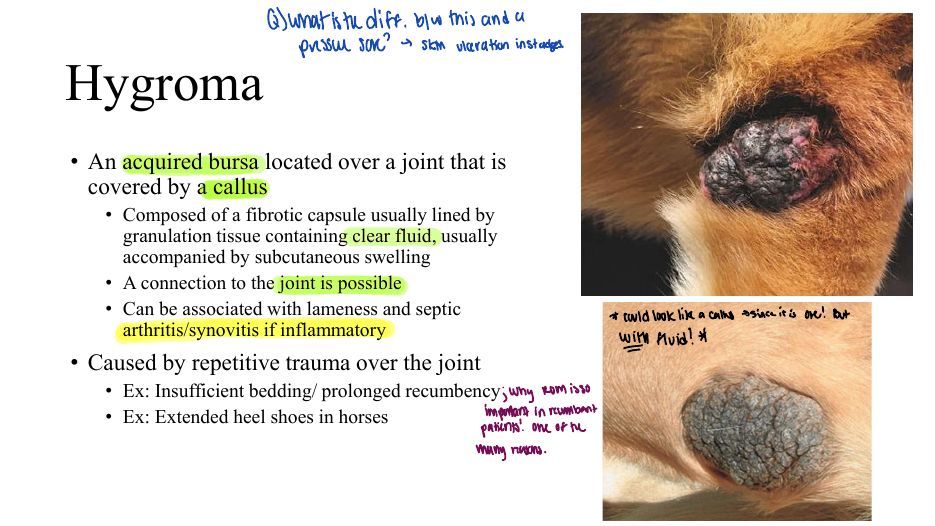 Q) what is the diff. b/w this and a
pressure sore? → skin ulceration instages
Hygroma
• An acquired bursa located over a joint that is
covered by a callus
• Composed of a fibrotic capsule usually lined by
granulation tissue containing clear fluid, usually
accompanied by subcutaneous swelling
• A connection to the joint is possible
• Can be associated with lameness and septic
arthritis/synovitis if inflammatory
• Caused by repetitive trauma over the joint
• Ex: Insufficient bedding/ prolonged recumbency
; why ROM is so
important in recumbent
patients! one of the
many reasons.
• Ex: Extended heel shoes in horses
* could look like a callus → since it is one! But
with fluid! *